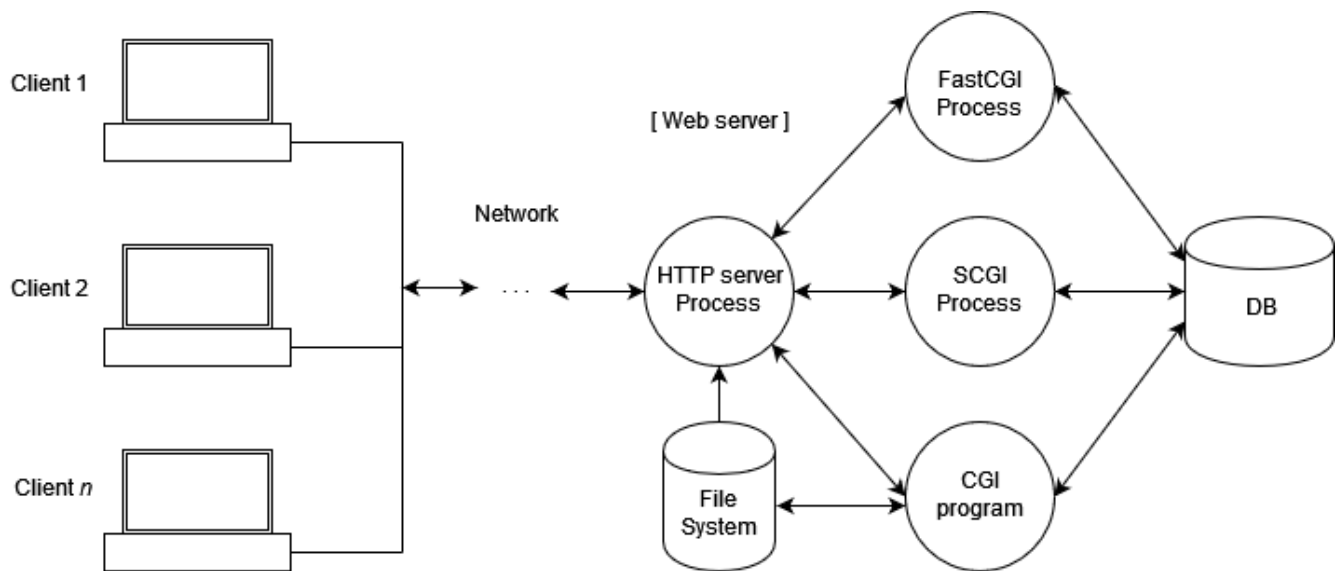 Client 1
Client 2
Client n
Network
. . .
[ Web server ]
HTTP server
Process
File
System
FastCGI
Process
SCGI
Process
CGI
program
DB